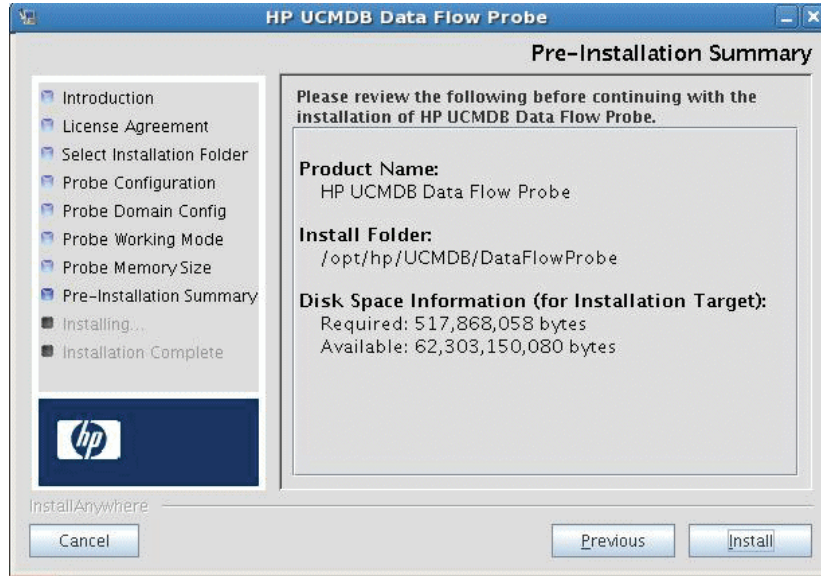 HP UCMDB Data Flow Probe
Pre-Installation Summary
Introduction
License Agreement
Select Installation Folder
Probe Configuration
Probe Domain Config
Probe Working Mode
Probe Memory Size
Pre-Installation Summary
Installing...
Installation Complete
hp
Please review the following before continuing with the
installation of HP UCMDB Data Flow Probe.
Product Name:
HP UCMDB Data Flow Probe
Install Folder:
/opt/hp/UCMDB/DataFlowProbe
Disk Space Information (for Installation Target):
Required: 517,868,058 bytes
Available: 62,303,150,080 bytes
InstallAnywhere
Cancel
Previous
Install